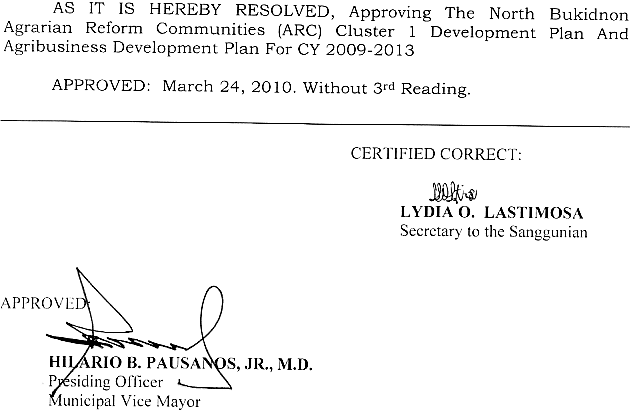 AS IT IS HEREBY RESOLVED, Approving The North Bukidnon
Agrarian Reform Communities (ARC) Cluster 1 Development Plan And
Agribusiness Development Plan For CY 2009-2013
APPROVED: March 24, 2010. Without 3rd Reading.
CERTIFIED CORRECT:
LYDIA O. LASTIMOSA
Secretary to the Sanggunian
APPROVED:
HILARIO B. PAUSANOS, JR., M.D.
Presiding Officer
Municipal Vice Mayor